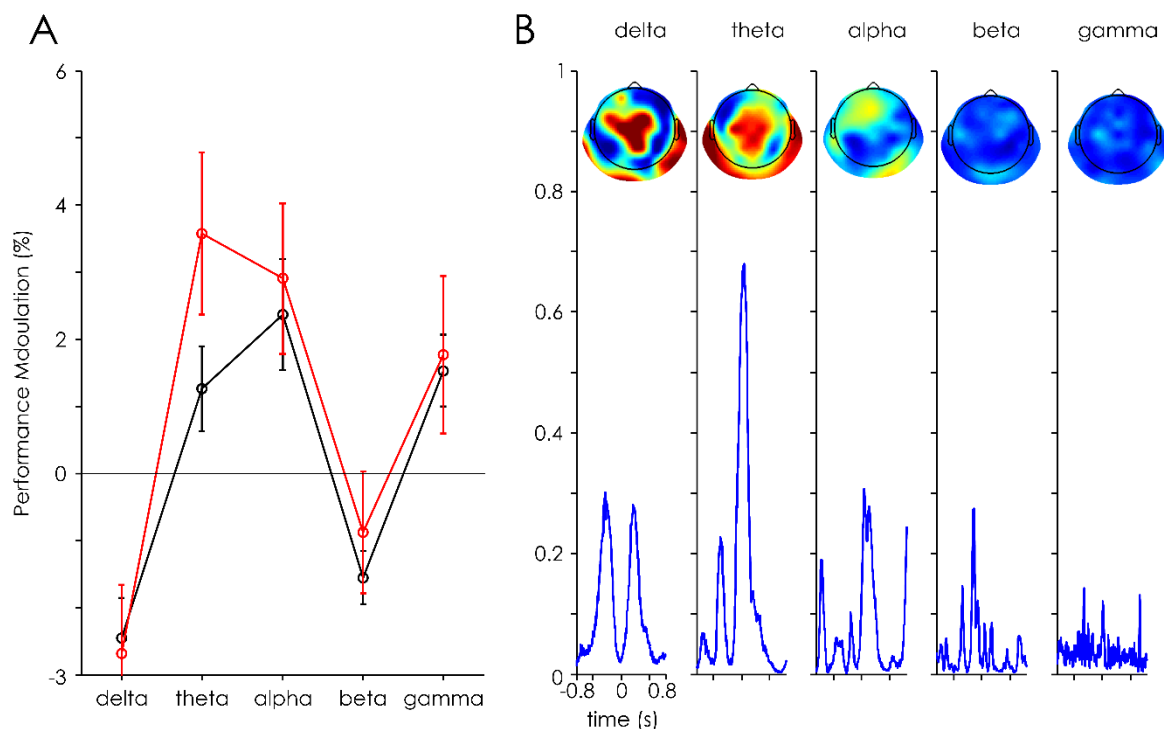 A
6
4
2
0
-3
Performance Mdoulation (%)
delta theta alpha beta gamma
B
delta theta alpha beta gamma
1
0.8
0.6
0.4
0.2
0
-0.8 0 0.8
time (s)